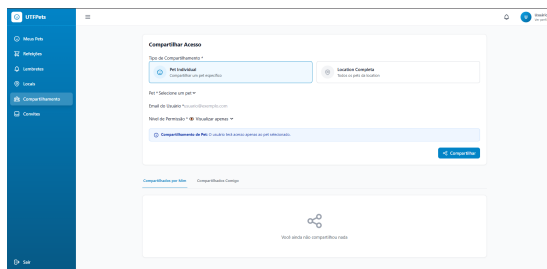 UTFPets
Meus Pets
Refeições
Lembretes
Locais
Compartilhamento
Convites
Sair
Compartilhar Acesso
Tipo de Compartilhamento *
Pet Individual
Compartilhar um pet específico
Location Completa
Todos os pets da location
Pet * Selecione um pet
Email do Usuário *usuario@exemplo.com
Nível de Permissão * Visualizar apenas
Compartilhamento de Pet: O usuário terá acesso apenas ao pet selecionado.
Compartilhar
Compartilhados por Mim Compartilhados Comigo
Você ainda não compartilhou nada